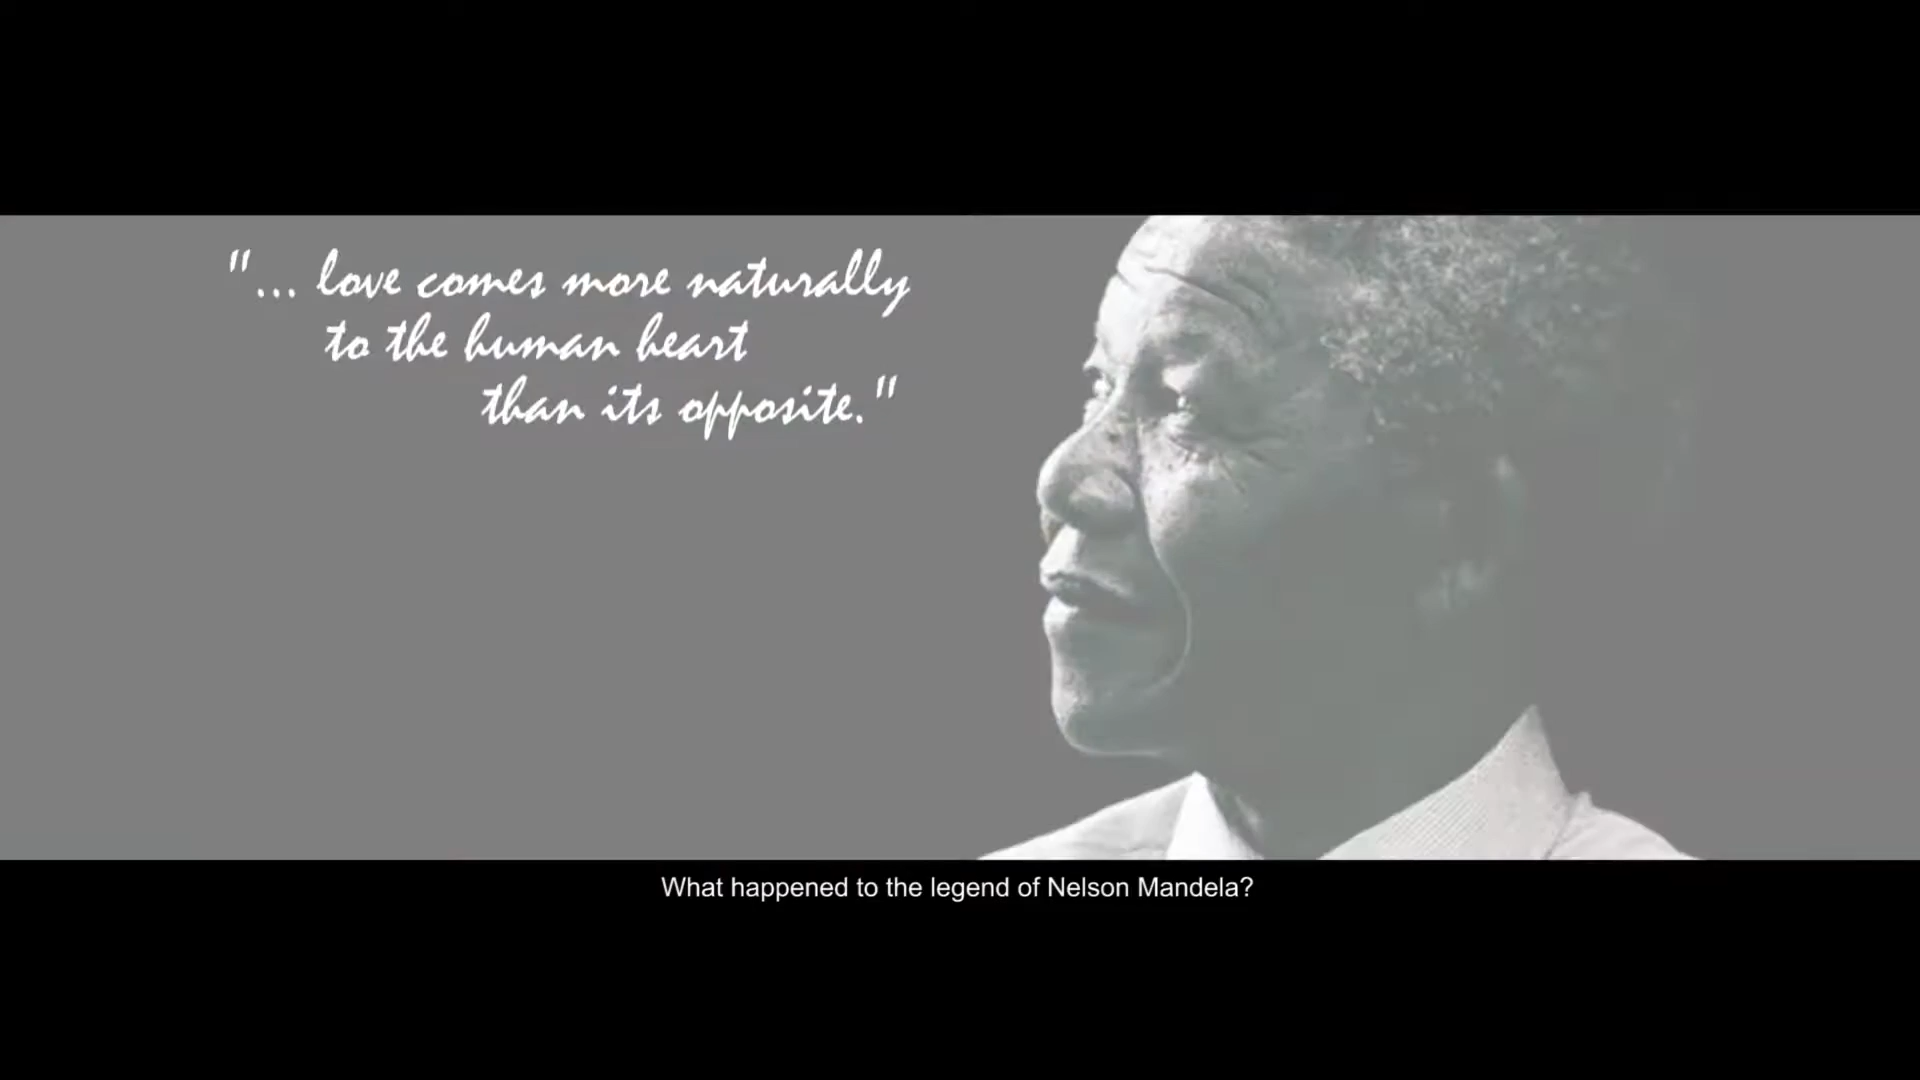 "... love comes more naturally
to the human heart
than its opposite."
What happened to the legend of Nelson Mandela?